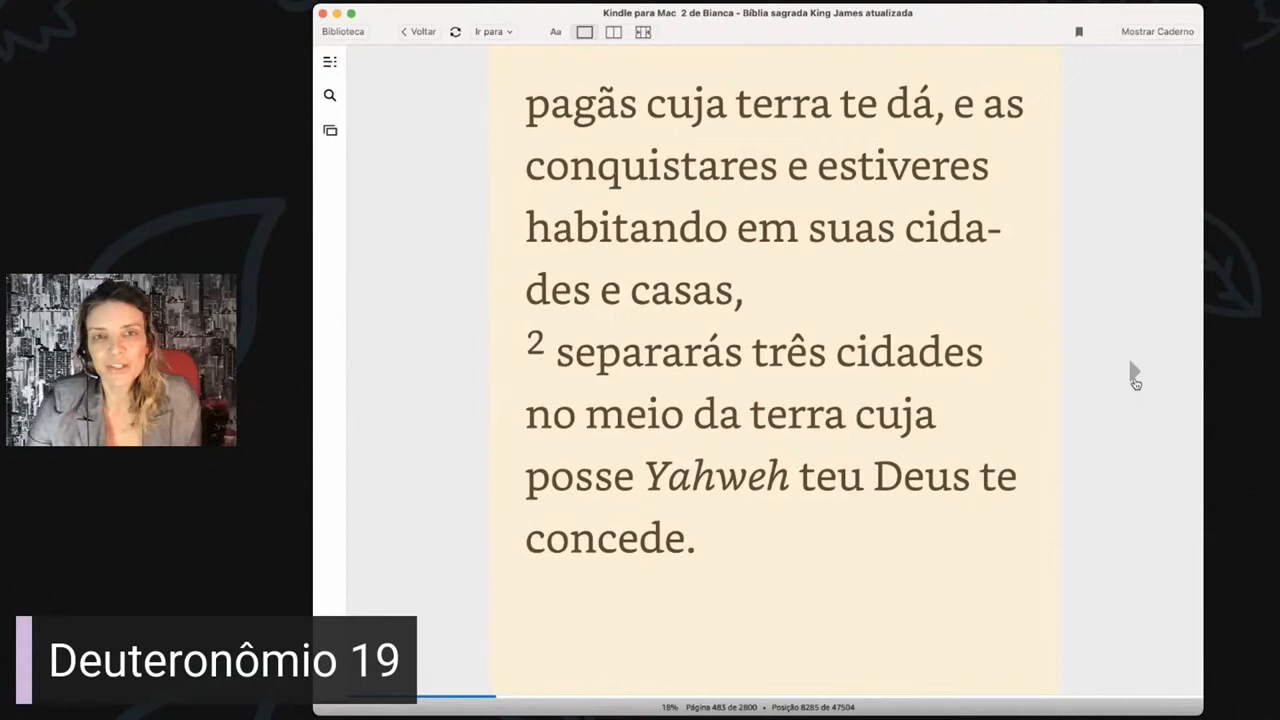 Kindle para Mac 2 de Bianca - Bíblia sagrada King James atualizada
Biblioteca
Voltar
Ir para
Aa
Mostrar Caderno
pagãs cuja terra te dá, e as
conquistares e estiveres
habitando em suas cida-
des e casas,
2 separarás três cidades
no meio da terra cuja
posse Yahweh teu Deus te
concede.
Deuteronômio 19
18% Página 483 de 2800 • Posição 8285 de 47504